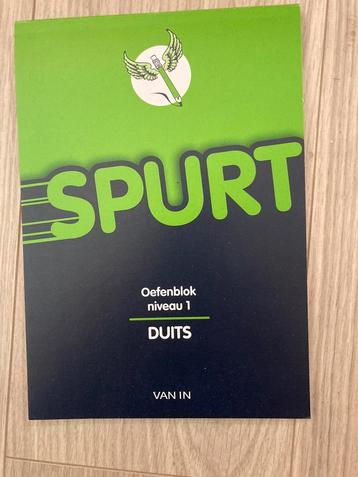 SPURT
Oefenblok
niveau 1
DUITS
VAN IN